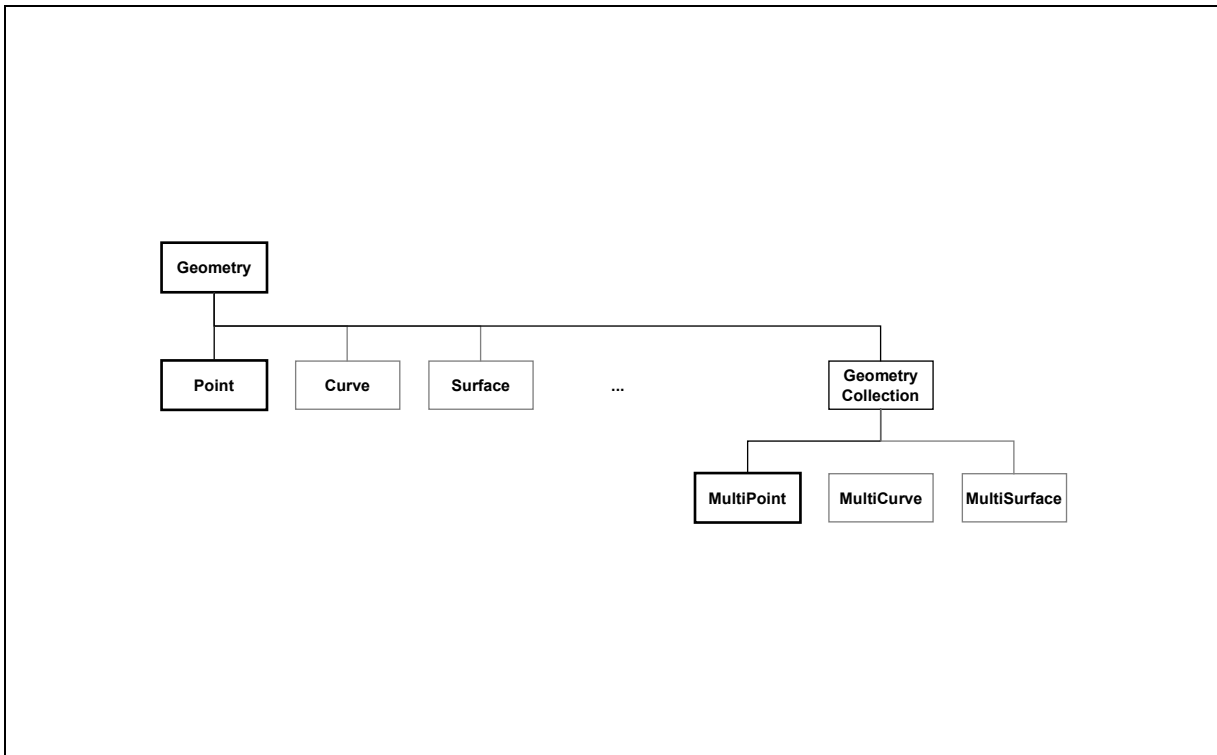 Geometry
Point
Curve
Surface
...
Geometry
Collection
MultiPoint
MultiCurve
MultiSurface